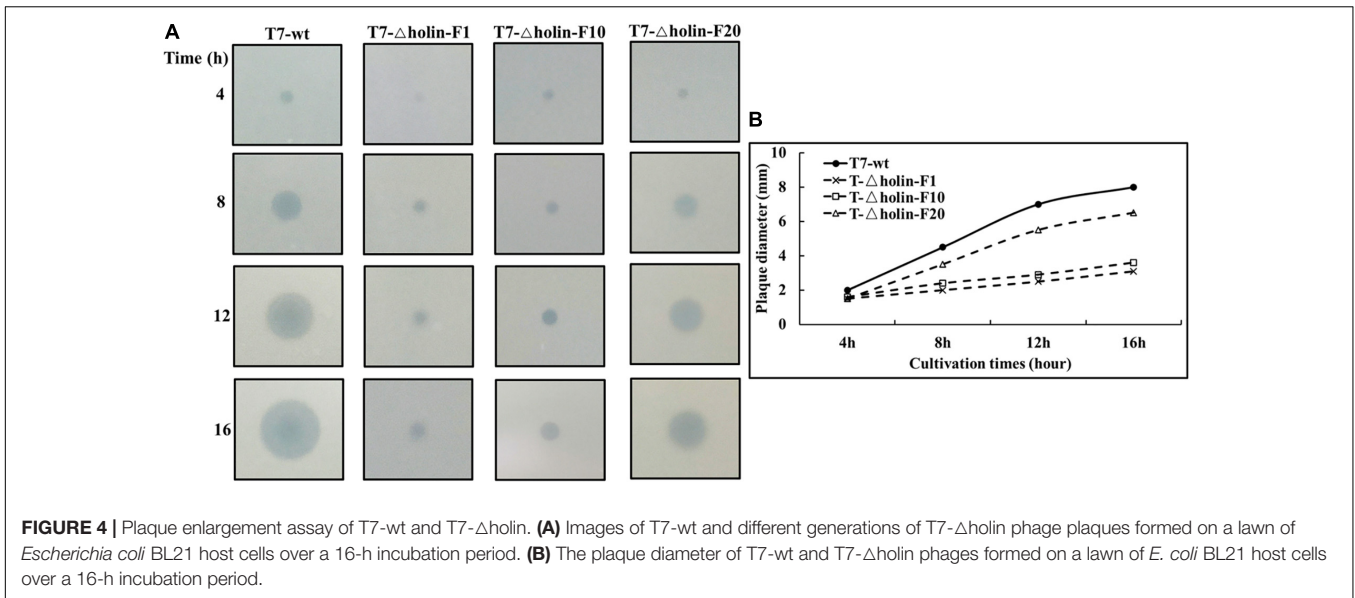 A
T7-wt T7-△holin-F1 T7-△holin-F10 T7-△holin-F20
Time (h)
4
8
12
16
B
10
8
6
4
2
0
Plaque diameter (mm)
T7-wt
T-△holin-F1
T-△holin-F10
T-△holin-F20
4h 8h 12h 16h
Cultivation times (hour)
FIGURE 4 | Plaque enlargement assay of T7-wt and T7-△holin. (A) Images of T7-wt and different generations of T7-△holin phage plaques formed on a lawn of
Escherichia coli BL21 host cells over a 16-h incubation period. (B) The plaque diameter of T7-wt and T7-△holin phages formed on a lawn of E. coli BL21 host cells
over a 16-h incubation period.